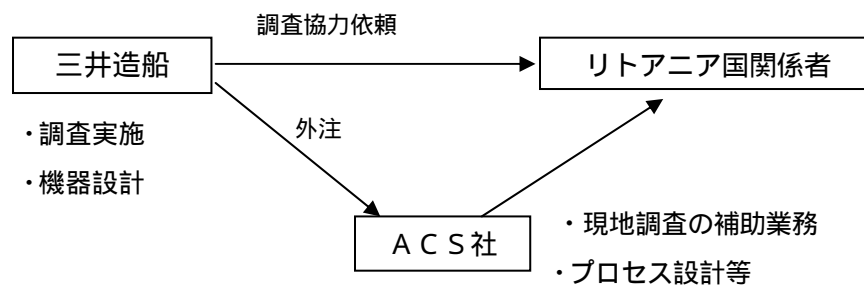 調査協力依頼
三井造船
リトアニア国関係者
・調査実施
・機器設計
外注
ＡＣＳ社
・現地調査の補助業務
・プロセス設計等